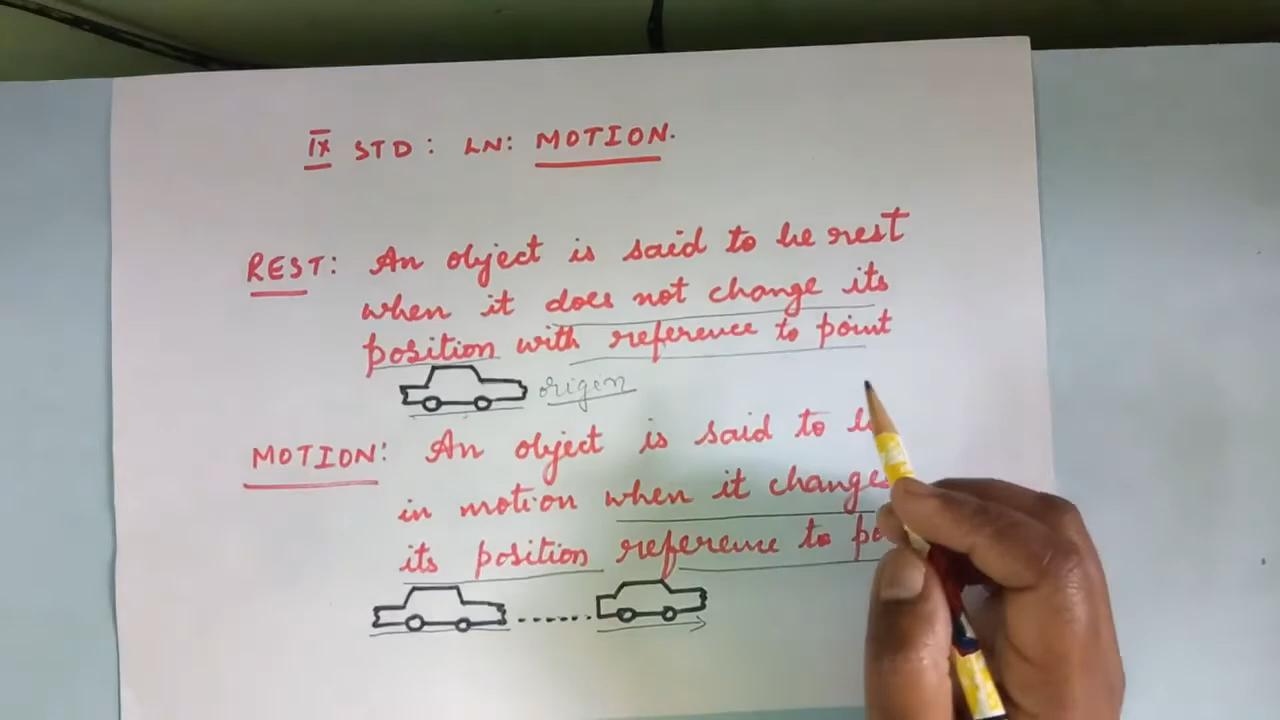 IX STD: LN: MOTION.
REST: An object is said to be rest
when it does not change its
position with reference to point
origin
MOTION: An object is said to
in motion when it changes
its position reference to